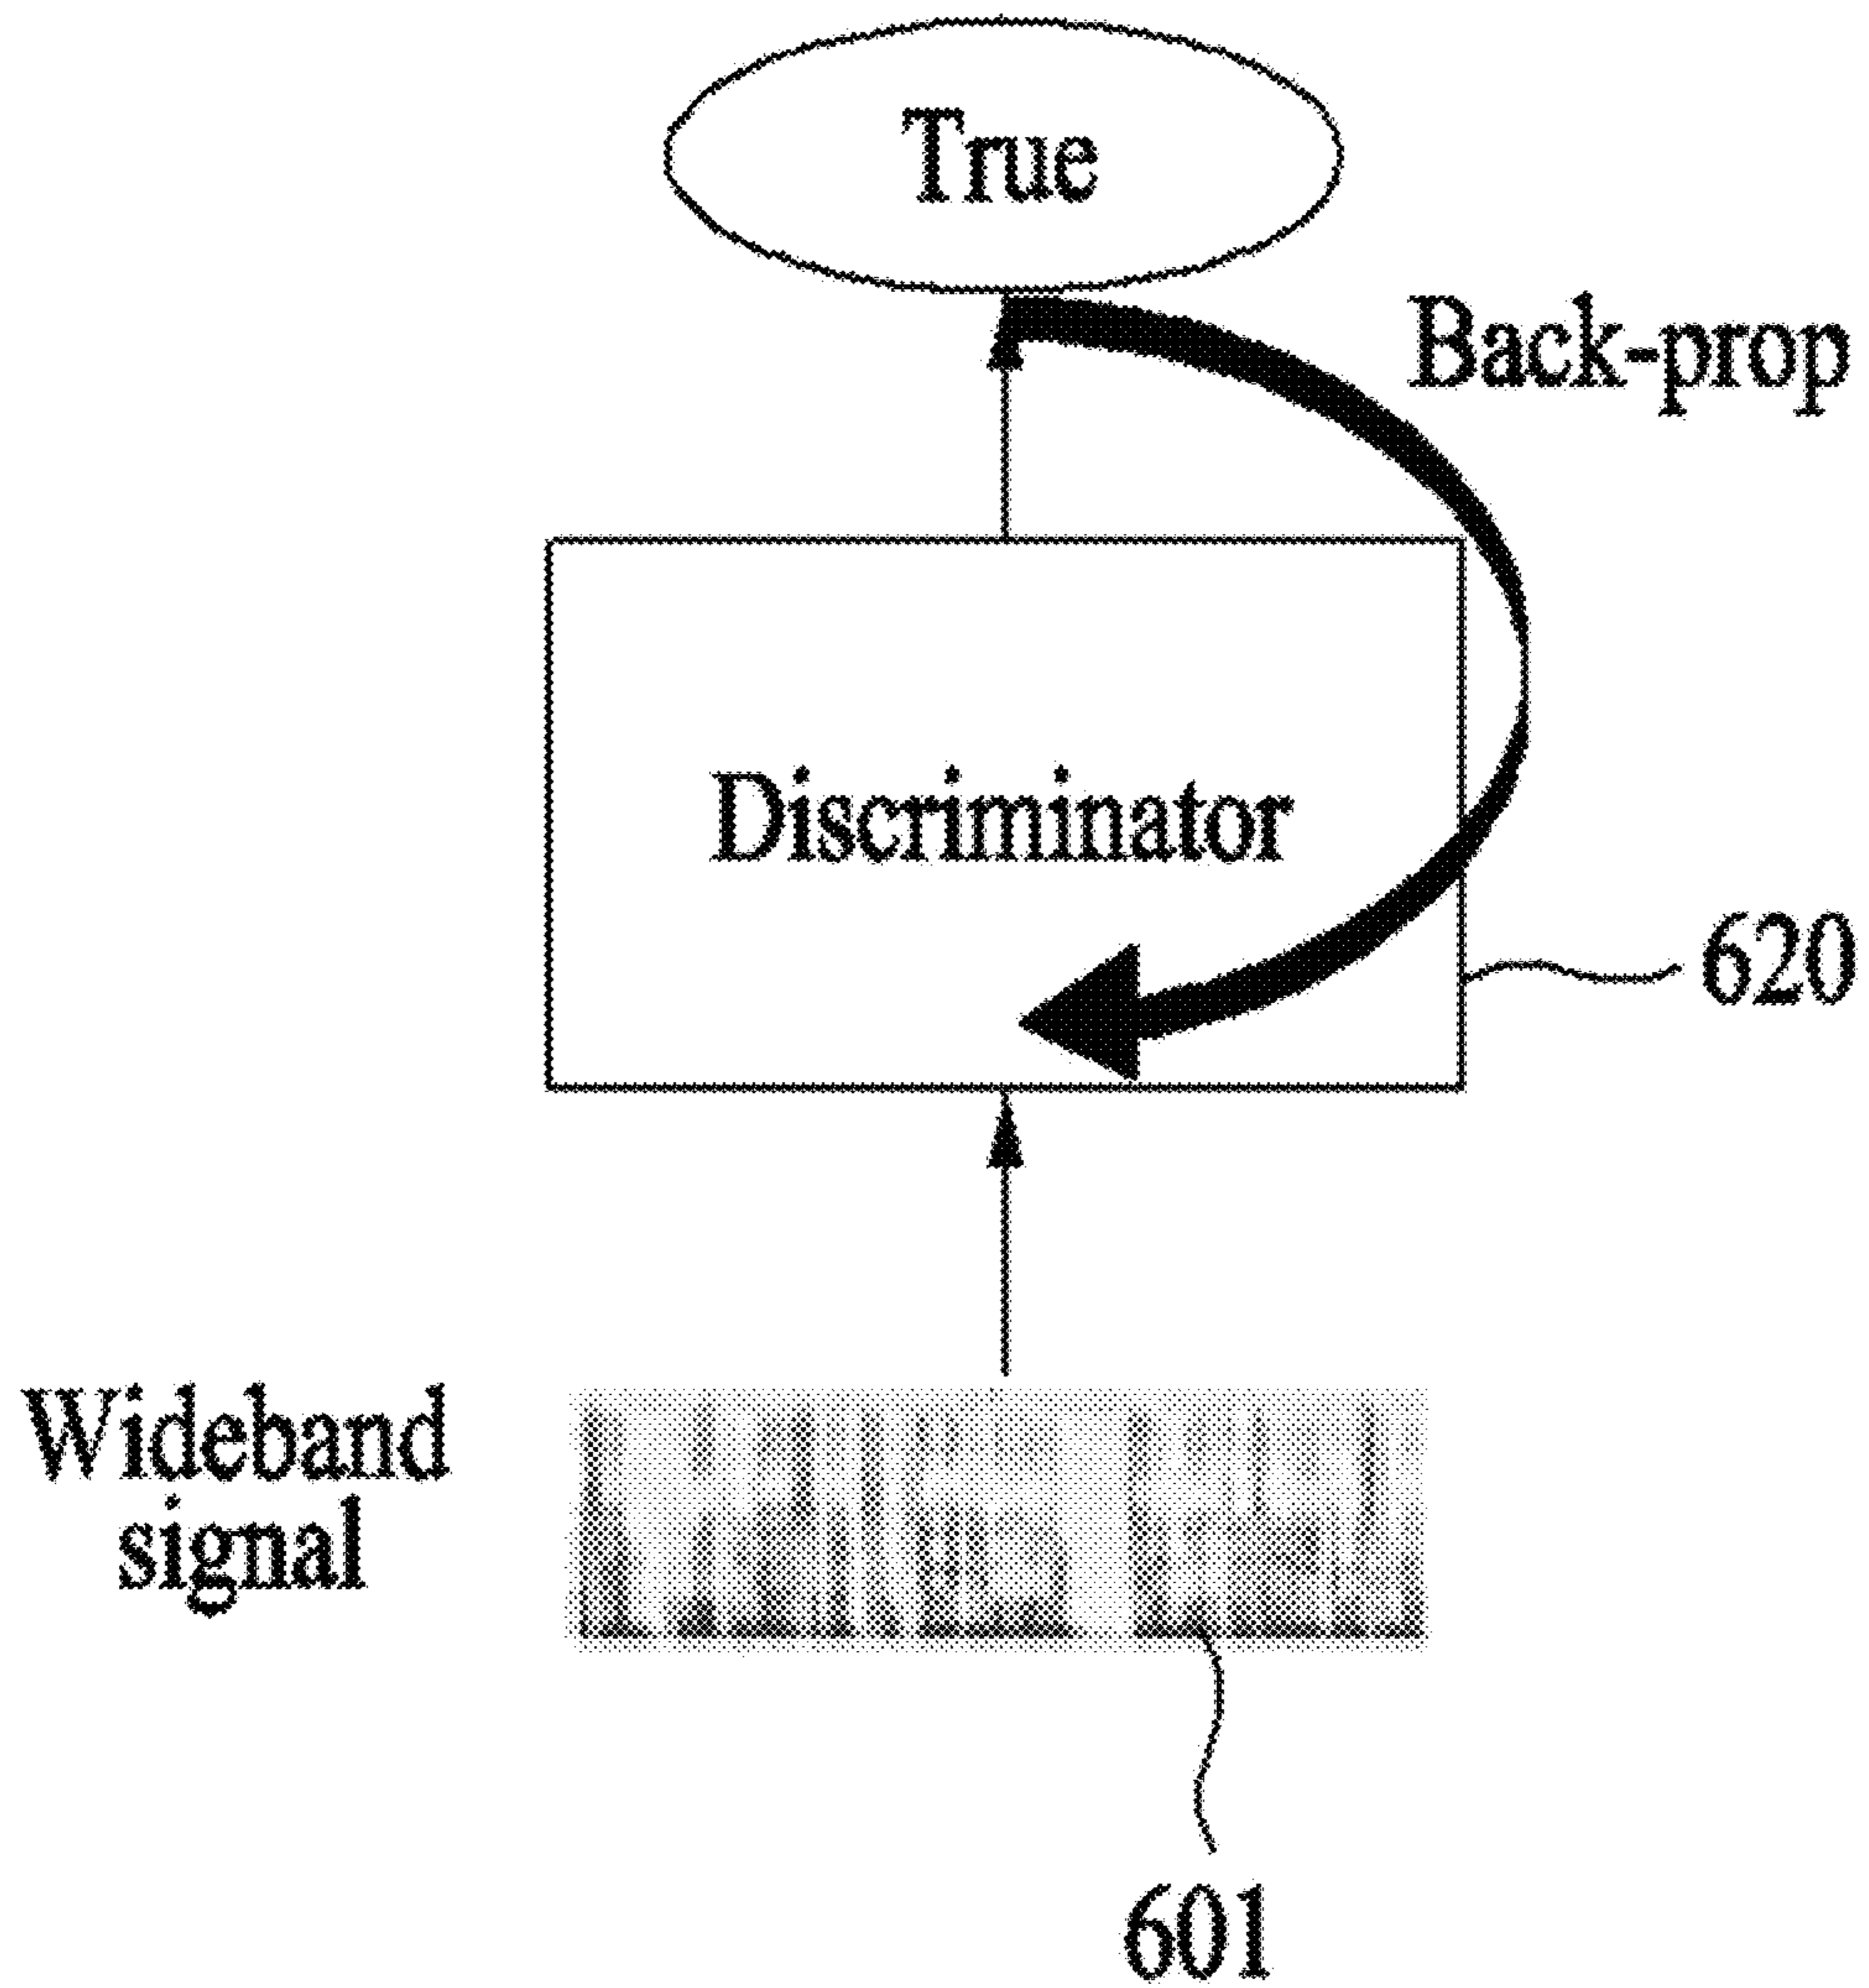 True
Back-prop
Discriminator
620
Wideband
signal
601